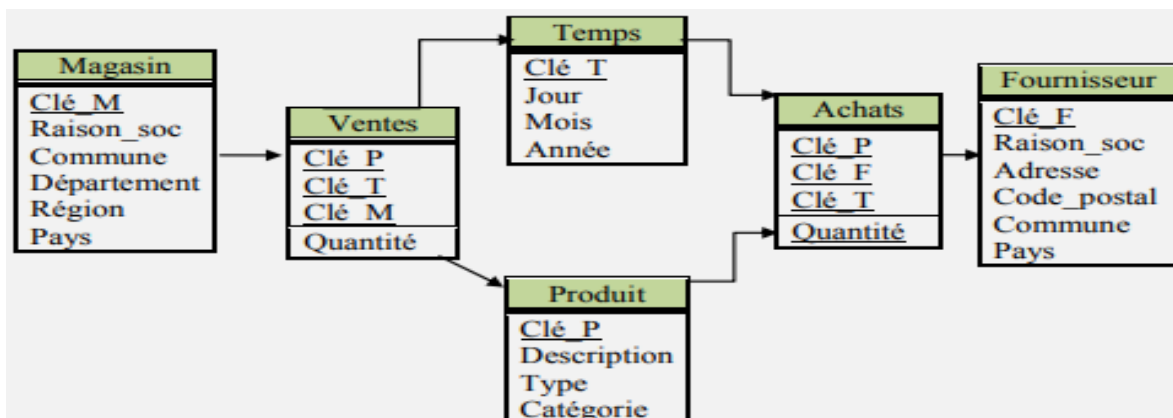 Magasin
Clé_M
Raison_soc
Commune
Département
Région
Pays
Ventes
Clé_P
Clé_T
Clé_M
Quantité
Temps
Clé_T
Jour
Mois
Année
Produit
Clé_P
Description
Type
Catégorie
Achats
Clé_P
Clé_F
Clé_T
Quantité
Fournisseur
Clé_F
Raison_soc
Adresse
Code_postal
Commune
Pays